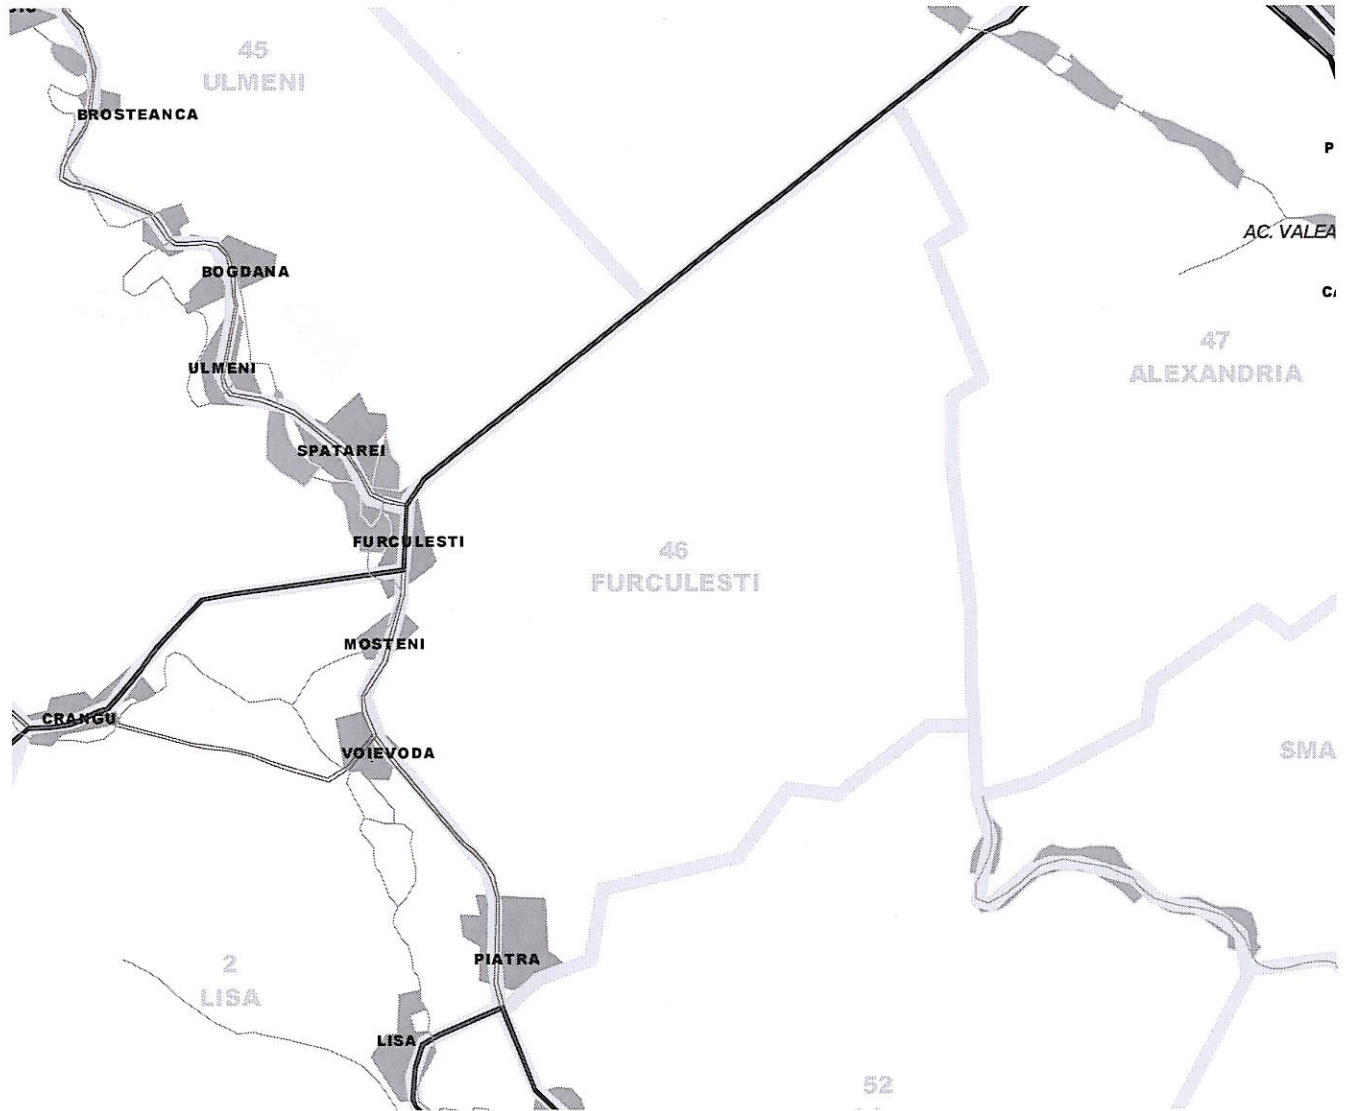 45
ULMENI
BROSTEANCA
P
AC. VALEA
BOGDANA
47
ALEXANDRIA
ULMENI
SPATAREI
FURCULESTI
46
FURCULESTI
MOSTENI
CRANGU
VOIEVODA
SMA
2
LISA
PIATRA
LISA
52